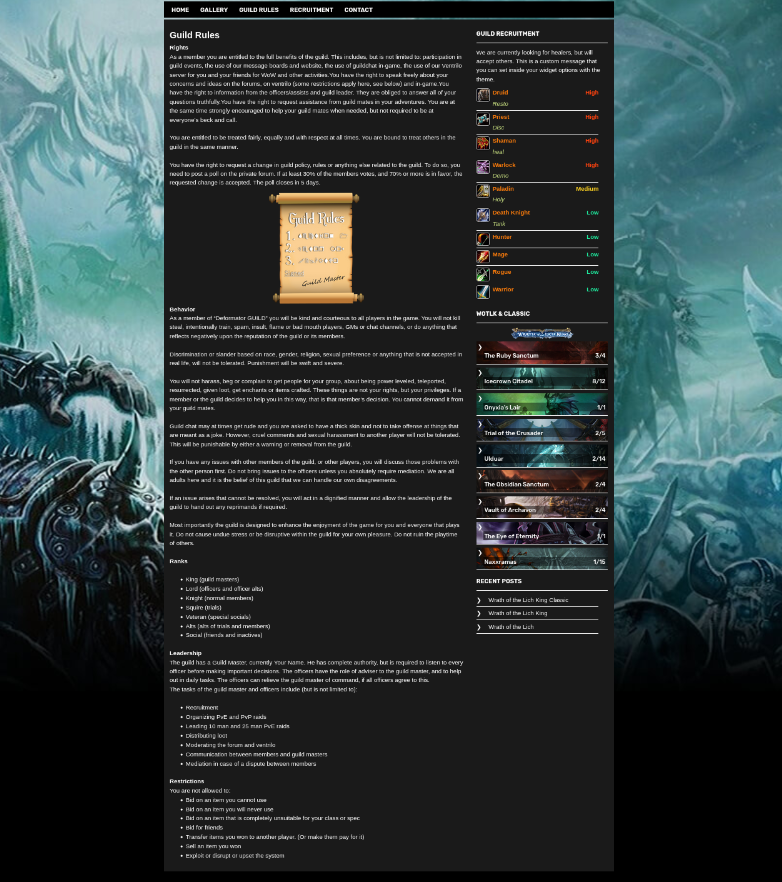 HOME GALLERY GUILD RULES RECRUITMENT CONTACT
Guild Rules
Rights
As a member you are entitled to the full benefits of the guild. This includes, but is not limited to: participation in
guild events, the use of our message boards and website, the use of guildchat in-game, the use of our Ventrilo
server for you and your friends for WoW and other activities.You have the right to speak freely about your
concerns and ideas on the forums, on ventrilo (some restrictions apply here, see below) and in-game.You
have the right to information from the officers/assists and guild leader. They are obliged to answer all of your
questions truthfully.You have the right to request assistance from guild mates in your adventures. You are at
the same time strongly encouraged to help your guild mates when needed, but not required to be at
everyone's beck and call.
You are entitled to be treated fairly, equally and with respect at all times. You are bound to treat others in the
guild in the same manner.
You have the right to request a change in guild policy, rules or anything else related to the guild. To do so, you
need to post a poll on the private forum. If at least 30% of the members votes, and 70% or more is in favor, the
requested change is accepted. The poll closes in 5 days.
Guild Rules
1.
2.
3.
Signed
Guild Master
Behavior
As a member of "Deformator GUILD" you will be kind and courteous to all players in the game. You will not kill
steal, intentionally train, spam, insult, flame or bad mouth players, GMs or chat channels, or do anything that
reflects negatively upon the reputation of the guild or its members.
Discrimination or slander based on race, gender, religion, sexual preference or anything that is not accepted in
real life, will not be tolerated. Punishment will be swift and severe.
You will not harass, beg or complain to get people for your group, about being power leveled, teleported,
resurrected, given loot, get enchants or items crafted. These things are not your rights, but your privileges. If a
member or the guild decides to help you in this way, that is that member's decision. You cannot demand it from
your guild mates.
Guild chat may at times get rude and you are asked to have a thick skin and not to take offense at things that
are meant as a joke. However, cruel comments and sexual harassment to another player will not be tolerated.
This will be punishable by either a warning or removal from the guild.
If you have any issues with other members of the guild, or other players, you will discuss those problems with
the other person first. Do not bring issues to the officers unless you absolutely require mediation. We are all
adults here and it is the belief of this guild that we can handle our own disagreements.
If an issue arises that cannot be resolved, you will act in a dignified manner and allow the leadership of the
guild to hand out any reprimands if required.
Most importantly the guild is designed to enhance the enjoyment of the game for you and everyone that plays
it. Do not cause undue stress or be disruptive within the guild for your own pleasure. Do not ruin the playtime
of others.
Ranks
• King (guild masters)
• Lord (officers and officer alts)
• Knight (normal members)
• Squire (trials)
• Veteran (special socials)
• Alts (alts of trials and members)
• Social (friends and inactives)
Leadership
The guild has a Guild Master, currently Your Name. He has complete authority, but is required to listen to every
officer before making important decisions. The officers have the role of adviser to the guild master, and to help
out in daily tasks. The officers can relieve the guild master of command, if all officers agree to this.
The tasks of the guild master and officers include (but is not limited to):
• Recruitment
• Organizing PvE and PvP raids
• Leading 10 man and 25 man PvE raids
• Distributing loot
• Moderating the forum and ventrilo
• Communication between members and guild masters
• Mediation in case of a dispute between members
Restrictions
You are not allowed to:
• Bid on an item you cannot use
• Bid on an item you will never use
• Bid on an item that is completely unsuitable for your class or spec
• Bid for friends
• Transfer items you won to another player. (Or make them pay for it)
• Sell an item you won
• Exploit or disrupt or upset the system
GUILD RECRUITMENT
We are currently looking for healers, but will
accept others. This is a custom message that
you can set inside your widget options with the
theme.
Druid High
Resto
Priest High
Disc
Shaman High
heal
Warlock High
Demo
Paladin Medium
Holy
Death Knight Low
Tank
Hunter Low
Mage Low
Rogue Low
Warrior Low
WOTLK & CLASSIC
The Ruby Sanctum 3/4
Icecrown Citadel 8/12
Onyxia's Lair 1/1
Trial of the Crusader 2/5
Ulduar 2/14
The Obsidian Sanctum 2/4
Vault of Archavon 2/4
The Eye of Eternity 1/1
Naxxramas 1/15
RECENT POSTS
Wrath of the Lich King Classic
Wrath of the Lich King
Wrath of the Lich